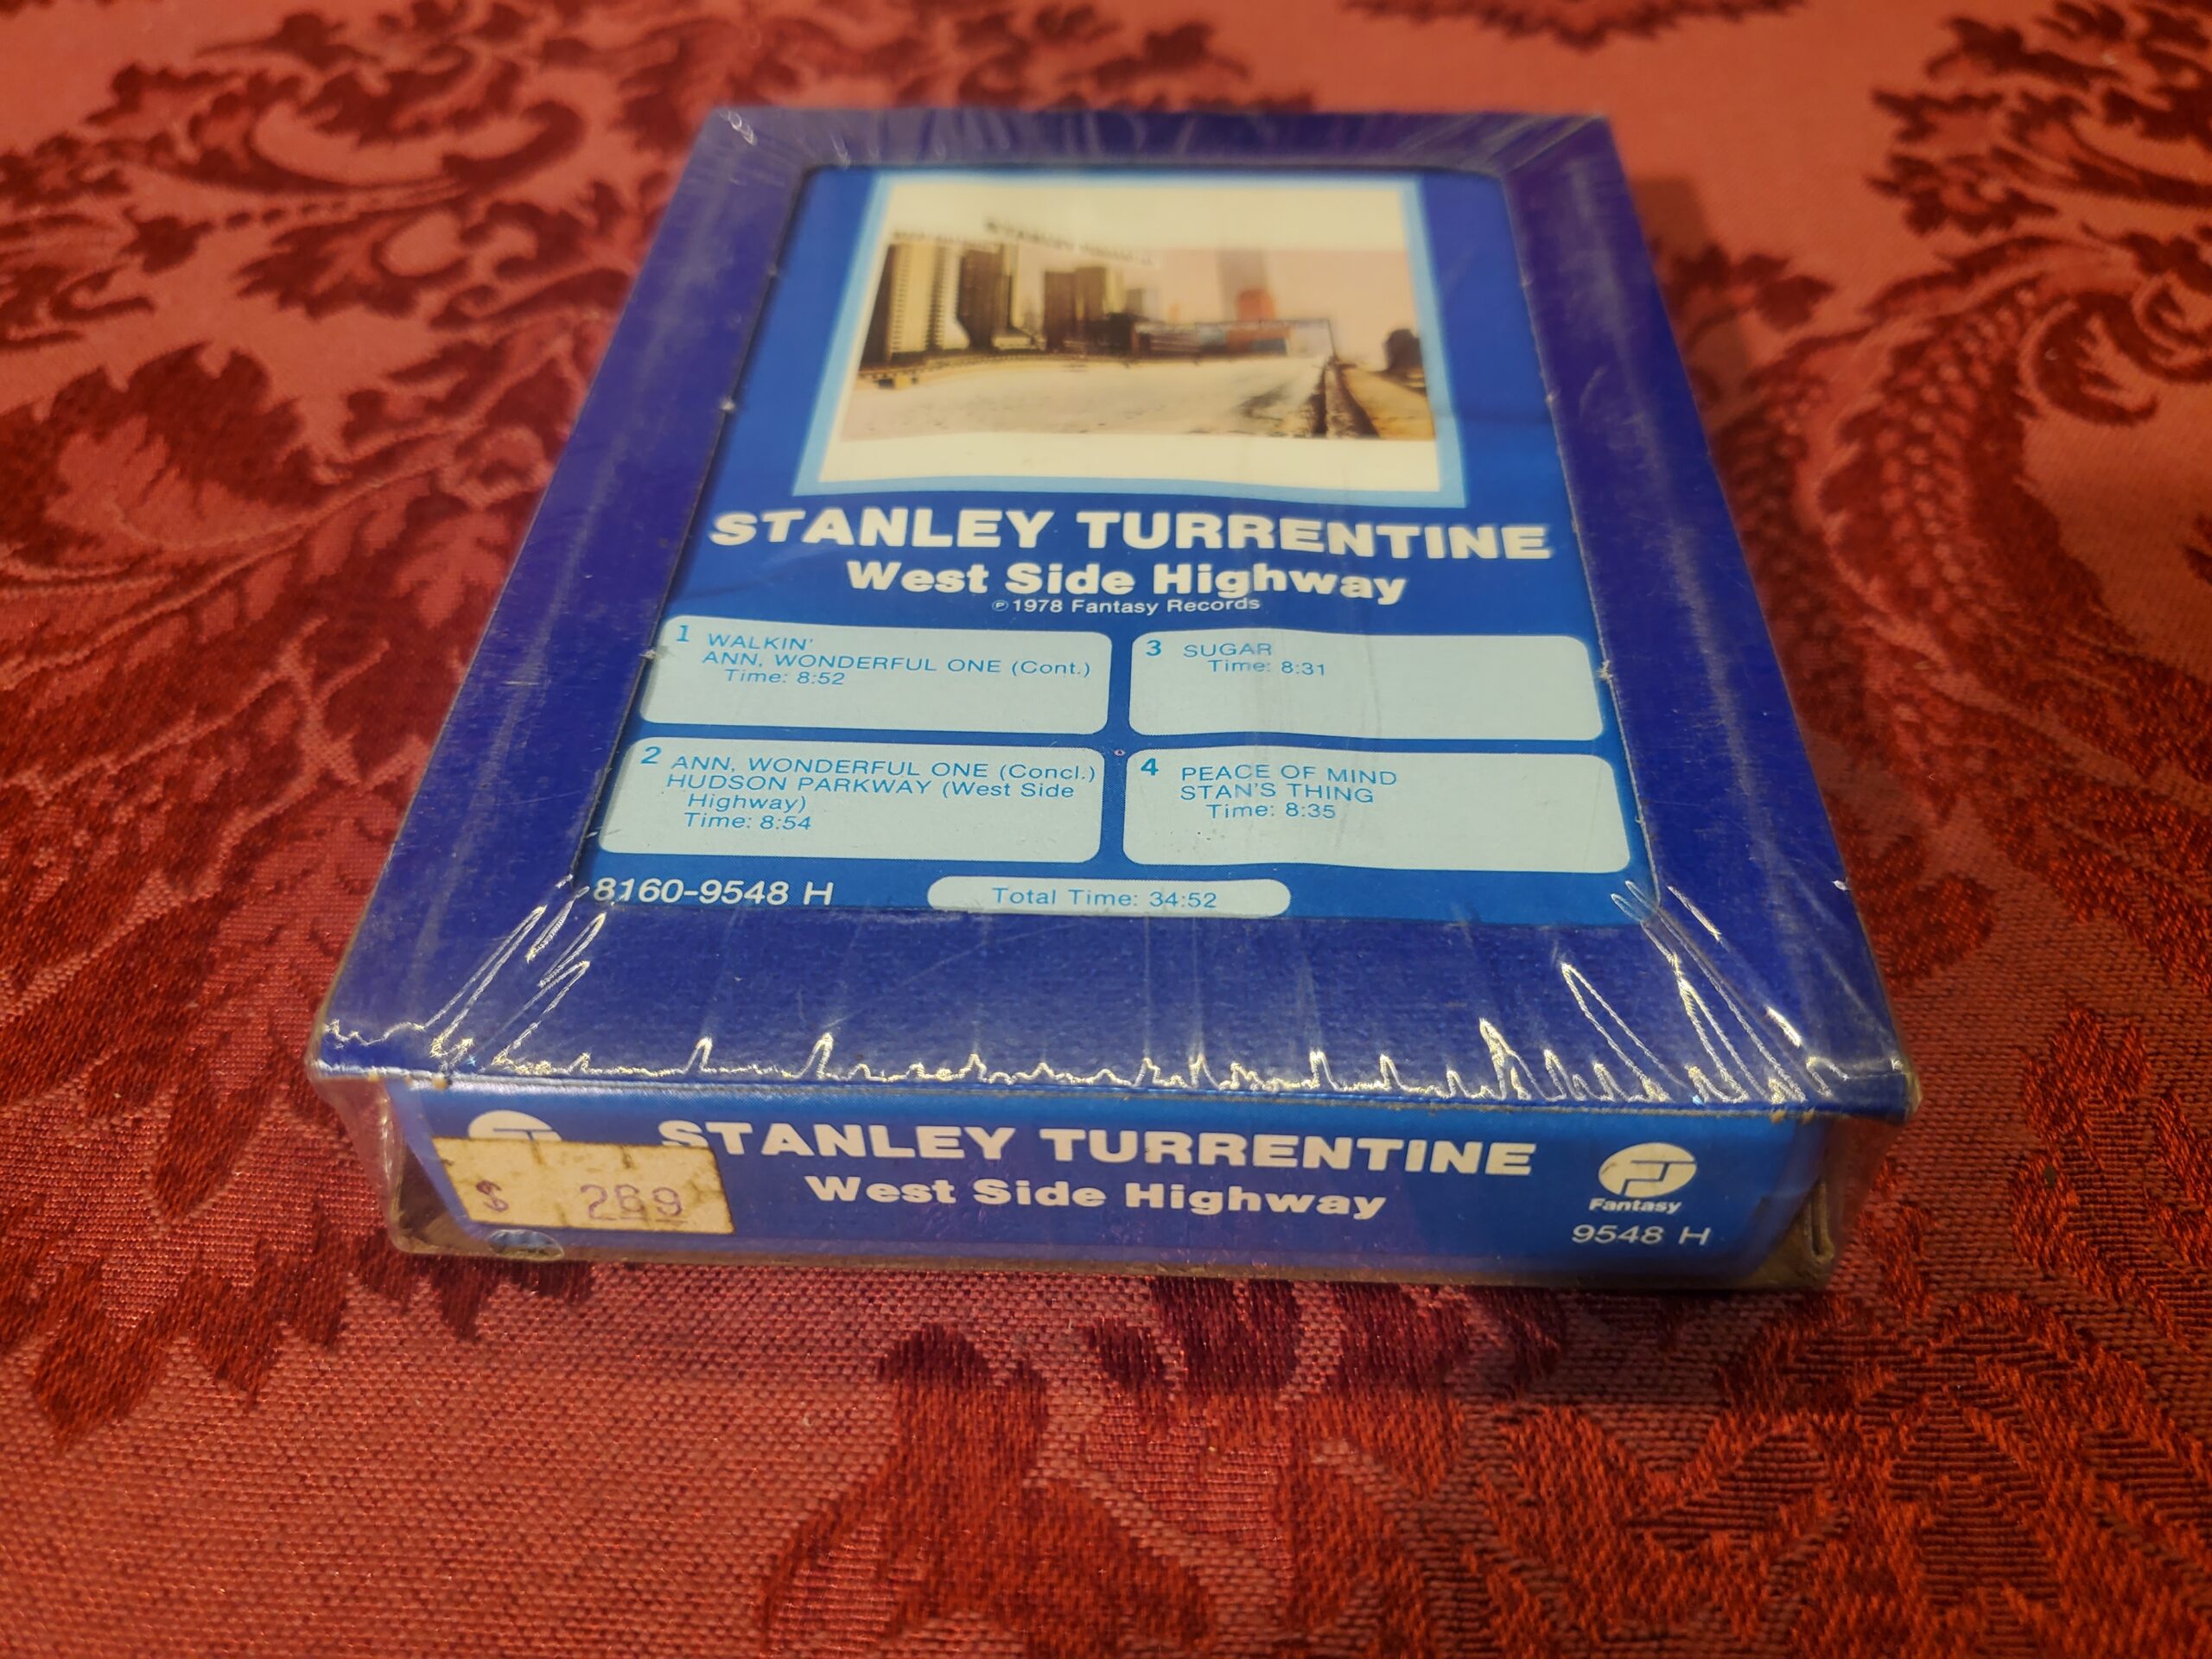 STANLEY TURRENTINE
West Side Highway
℗ 1978 Fantasy Records
1 WALKIN'
ANN, WONDERFUL ONE (Cont.)
Time: 8:52
2 ANN, WONDERFUL ONE (Concl.)
HUDSON PARKWAY (West Side
Highway)
Time: 8:54
3 SUGAR
Time: 8:31
4 PEACE OF MIND
STAN'S THING
Time: 8:35
8160-9548 H
Total Time: 34:52
STANLEY TURRENTINE
West Side Highway
$ 269
Fantasy
9548 H